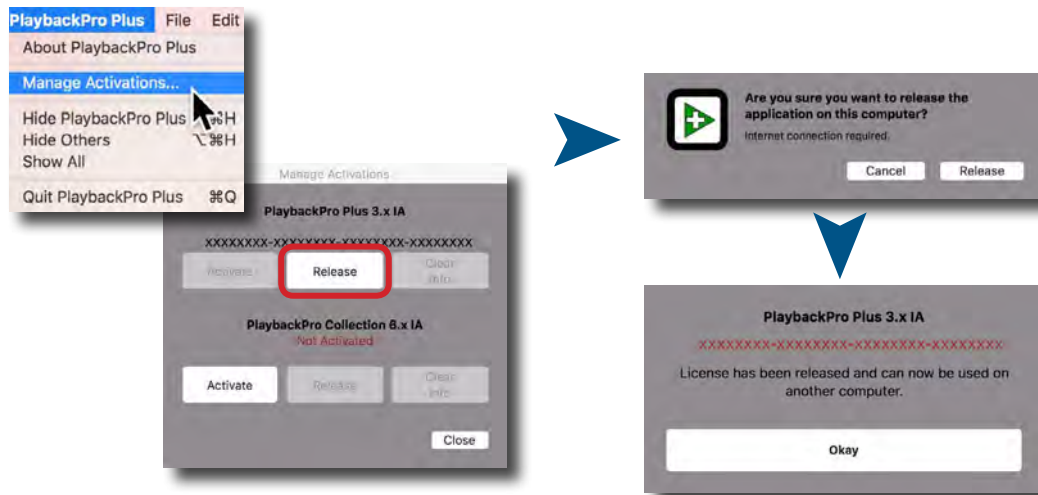 PlaybackPro Plus File Edit
About PlaybackPro Plus
Manage Activations...
Hide PlaybackPro Plus ⌘H
Hide Others ⌥⌘H
Show All
Quit PlaybackPro Plus ⌘Q
Manage Activations
PlaybackPro Plus 3.x IA
xxxxxxxx-xxxxxxxx-xxxxxxxx-xxxxxxxx
Activate Release Clear
Info
PlaybackPro Collection 6.x IA
Not Activated
Activate Release Clear
Info
Close
Are you sure you want to release the
application on this computer?
Internet connection required.
Cancel Release
PlaybackPro Plus 3.x IA
xxxxxxxx-xxxxxxxx-xxxxxxxx-xxxxxxxx
License has been released and can now be used on
another computer.
Okay